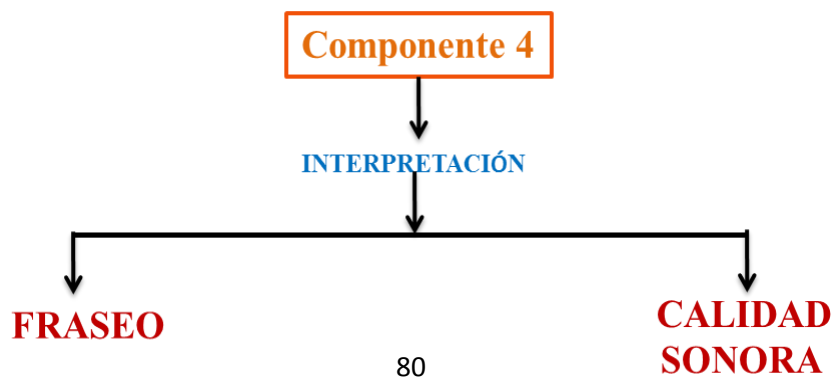 Componente 4
INTERPRETACIÓN
FRASEO
CALIDAD
SONORA
80